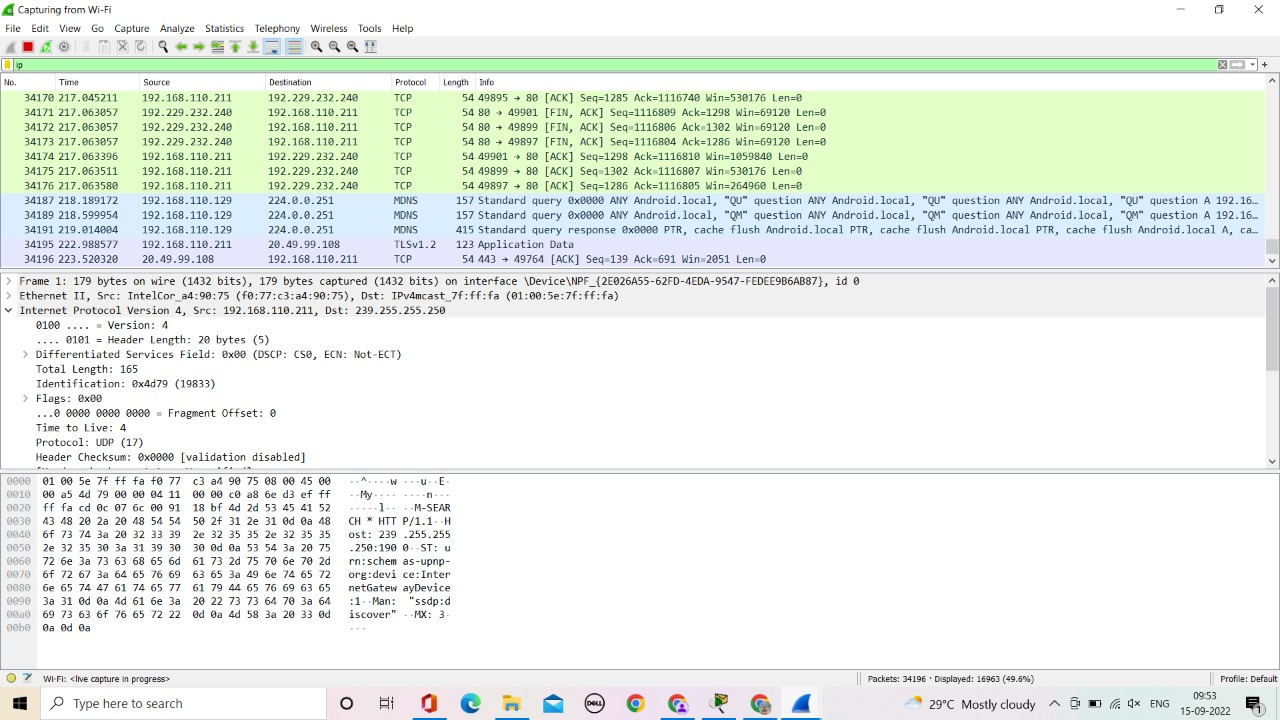 Capturing from Wi-Fi
File Edit View Go Capture Analyze Statistics Telephony Wireless Tools Help
ip
No. Time Source Destination Protocol Length Info
34170 217.045211 192.168.110.211 192.229.232.240 TCP 54 49895 → 80 [ACK] Seq=1285 Ack=1116740 Win=530176 Len=0
34171 217.063057 192.229.232.240 192.168.110.211 TCP 54 80 → 49901 [FIN, ACK] Seq=1116809 Ack=1298 Win=69120 Len=0
34172 217.063057 192.229.232.240 192.168.110.211 TCP 54 80 → 49899 [FIN, ACK] Seq=1116806 Ack=1302 Win=69120 Len=0
34173 217.063057 192.229.232.240 192.168.110.211 TCP 54 80 → 49897 [FIN, ACK] Seq=1116804 Ack=1286 Win=69120 Len=0
34174 217.063396 192.168.110.211 192.229.232.240 TCP 54 49901 → 80 [ACK] Seq=1298 Ack=1116810 Win=1059840 Len=0
34175 217.063511 192.168.110.211 192.229.232.240 TCP 54 49899 → 80 [ACK] Seq=1302 Ack=1116807 Win=530176 Len=0
34176 217.063580 192.168.110.211 192.229.232.240 TCP 54 49897 → 80 [ACK] Seq=1286 Ack=1116805 Win=264960 Len=0
34187 218.189172 192.168.110.129 224.0.0.251 MDNS 157 Standard query 0x0000 ANY Android.local, "QU" question ANY Android.local, "QU" question ANY Android.local, "QU" question A 192.16…
34189 218.599954 192.168.110.129 224.0.0.251 MDNS 157 Standard query 0x0000 ANY Android.local, "QM" question ANY Android.local, "QM" question ANY Android.local, "QM" question A 192.16…
34191 219.014004 192.168.110.129 224.0.0.251 MDNS 415 Standard query response 0x0000 PTR, cache flush Android.local PTR, cache flush Android.local PTR, cache flush Android.local A, ca…
34195 222.988577 192.168.110.211 20.49.99.108 TLSv1.2 123 Application Data
34196 223.520320 20.49.99.108 192.168.110.211 TCP 54 443 → 49764 [ACK] Seq=139 Ack=691 Win=2051 Len=0
Frame 1: 179 bytes on wire (1432 bits), 179 bytes captured (1432 bits) on interface \Device\NPF_{2E026A55-62FD-4EDA-9547-FEDEE9B6AB87}, id 0
Ethernet II, Src: IntelCor_a4:90:75 (f0:77:c3:a4:90:75), Dst: IPv4mcast_7f:ff:fa (01:00:5e:7f:ff:fa)
Internet Protocol Version 4, Src: 192.168.110.211, Dst: 239.255.255.250
0100 .... = Version: 4
.... 0101 = Header Length: 20 bytes (5)
Differentiated Services Field: 0x00 (DSCP: CS0, ECN: Not-ECT)
Total Length: 165
Identification: 0x4d79 (19833)
Flags: 0x00
...0 0000 0000 0000 = Fragment Offset: 0
Time to Live: 4
Protocol: UDP (17)
Header Checksum: 0x0000 [validation disabled]
0000 01 00 5e 7f ff fa f0 77 c3 a4 90 75 08 00 45 00 ··^····w ···u··E·
0010 00 a5 4d 79 00 00 04 11 00 00 c0 a8 6e d3 ef ff ··My···· ····n···
0020 ff fa cd 0c 07 6c 00 91 18 bf 4d 2d 53 45 41 52 ·····l·· ··M-SEAR
0030 43 48 20 2a 20 48 54 54 50 2f 31 2e 31 0d 0a 48 CH * HTT P/1.1··H
0040 6f 73 74 3a 20 32 33 39 2e 32 35 35 2e 32 35 35 ost: 239 .255.255
0050 2e 32 35 30 3a 31 39 30 30 0d 0a 53 54 3a 20 75 .250:190 0··ST: u
0060 72 6e 3a 73 63 68 65 6d 61 73 2d 75 70 6e 70 2d rn:schem as-upnp-
0070 6f 72 67 3a 64 65 76 69 63 65 3a 49 6e 74 65 72 org:devi ce:Inter
0080 6e 65 74 47 61 74 65 77 61 79 44 65 76 69 63 65 netGatew ayDevice
0090 3a 31 0d 0a 4d 61 6e 3a 20 22 73 73 64 70 3a 64 :1··Man: "ssdp:d
00a0 69 73 63 6f 76 65 72 22 0d 0a 4d 58 3a 20 33 0d iscover" ··MX: 3·
00b0 0a 0d 0a ···
Wi-Fi: <live capture in progress> Packets: 34196 · Displayed: 16963 (49.6%) Profile: Default
Type here to search DELL 29°C Mostly cloudy ENG 09:53
15-09-2022 1